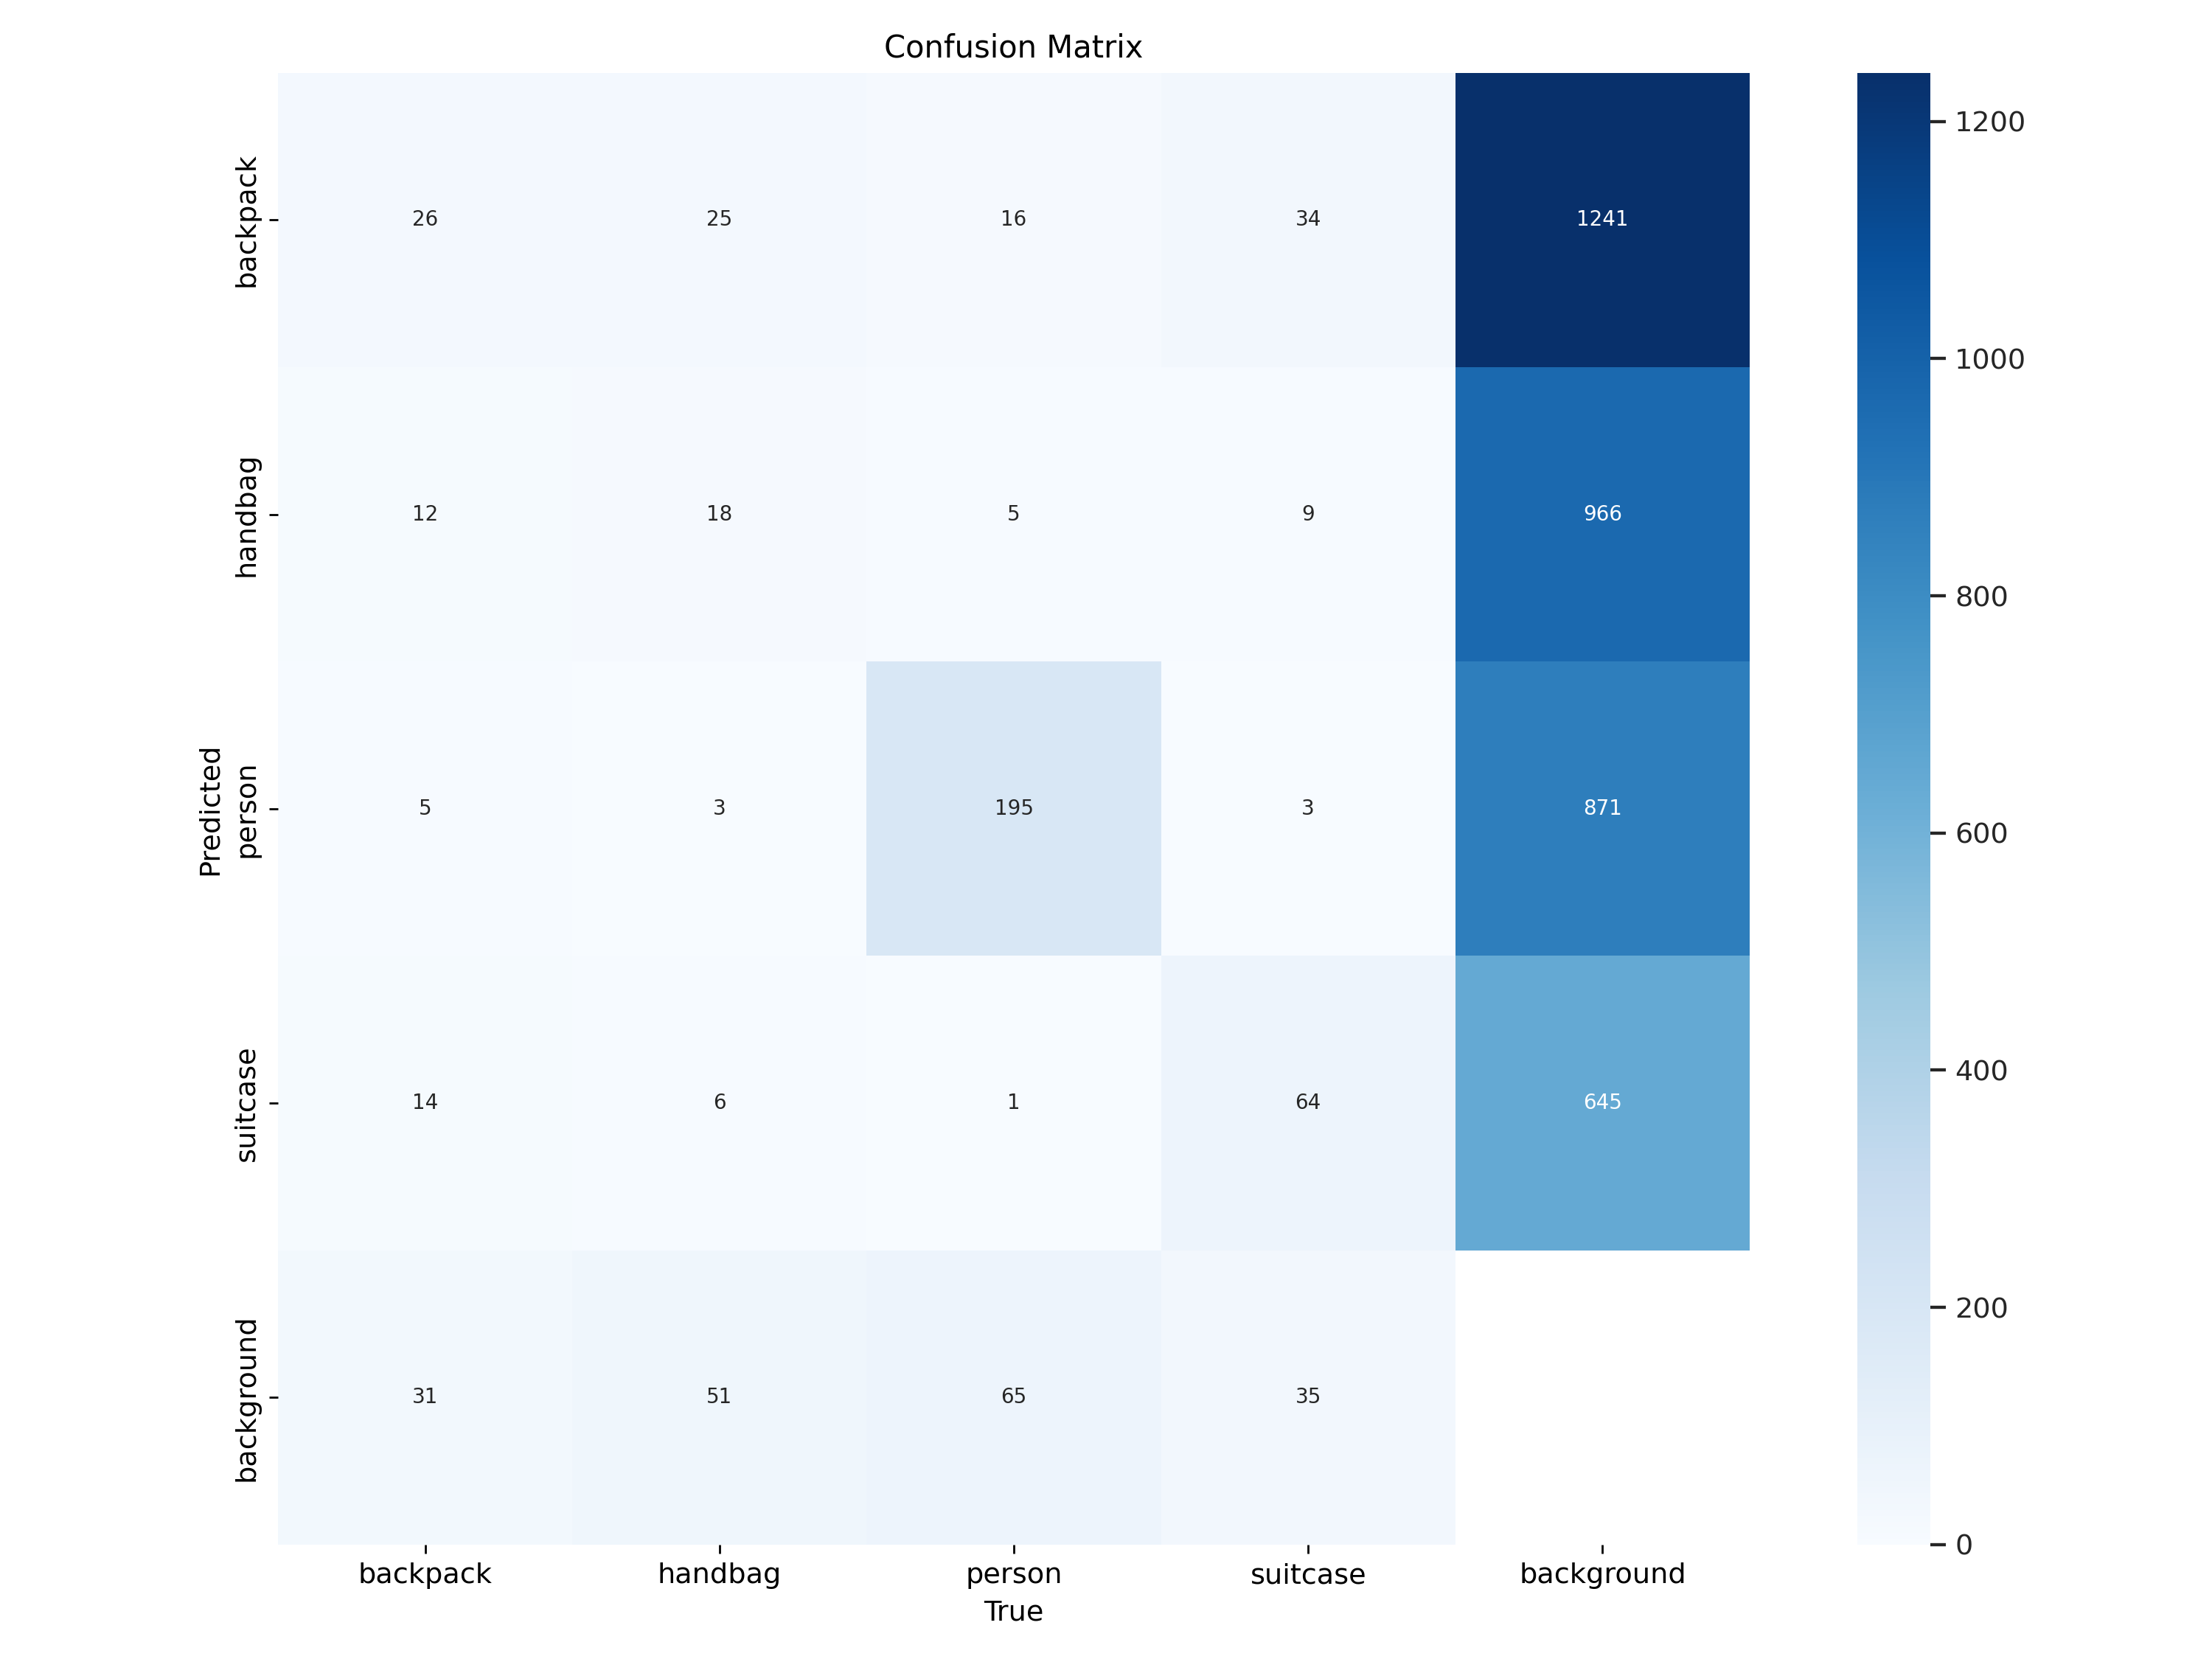 Confusion Matrix
backpack 26 25 16 34 1241
handbag 12 18 5 9 966
Predicted
person 5 3 195 3 871
suitcase 14 6 1 64 645
background 31 51 65 35
backpack handbag person suitcase background
True
1200
1000
800
600
400
200
0